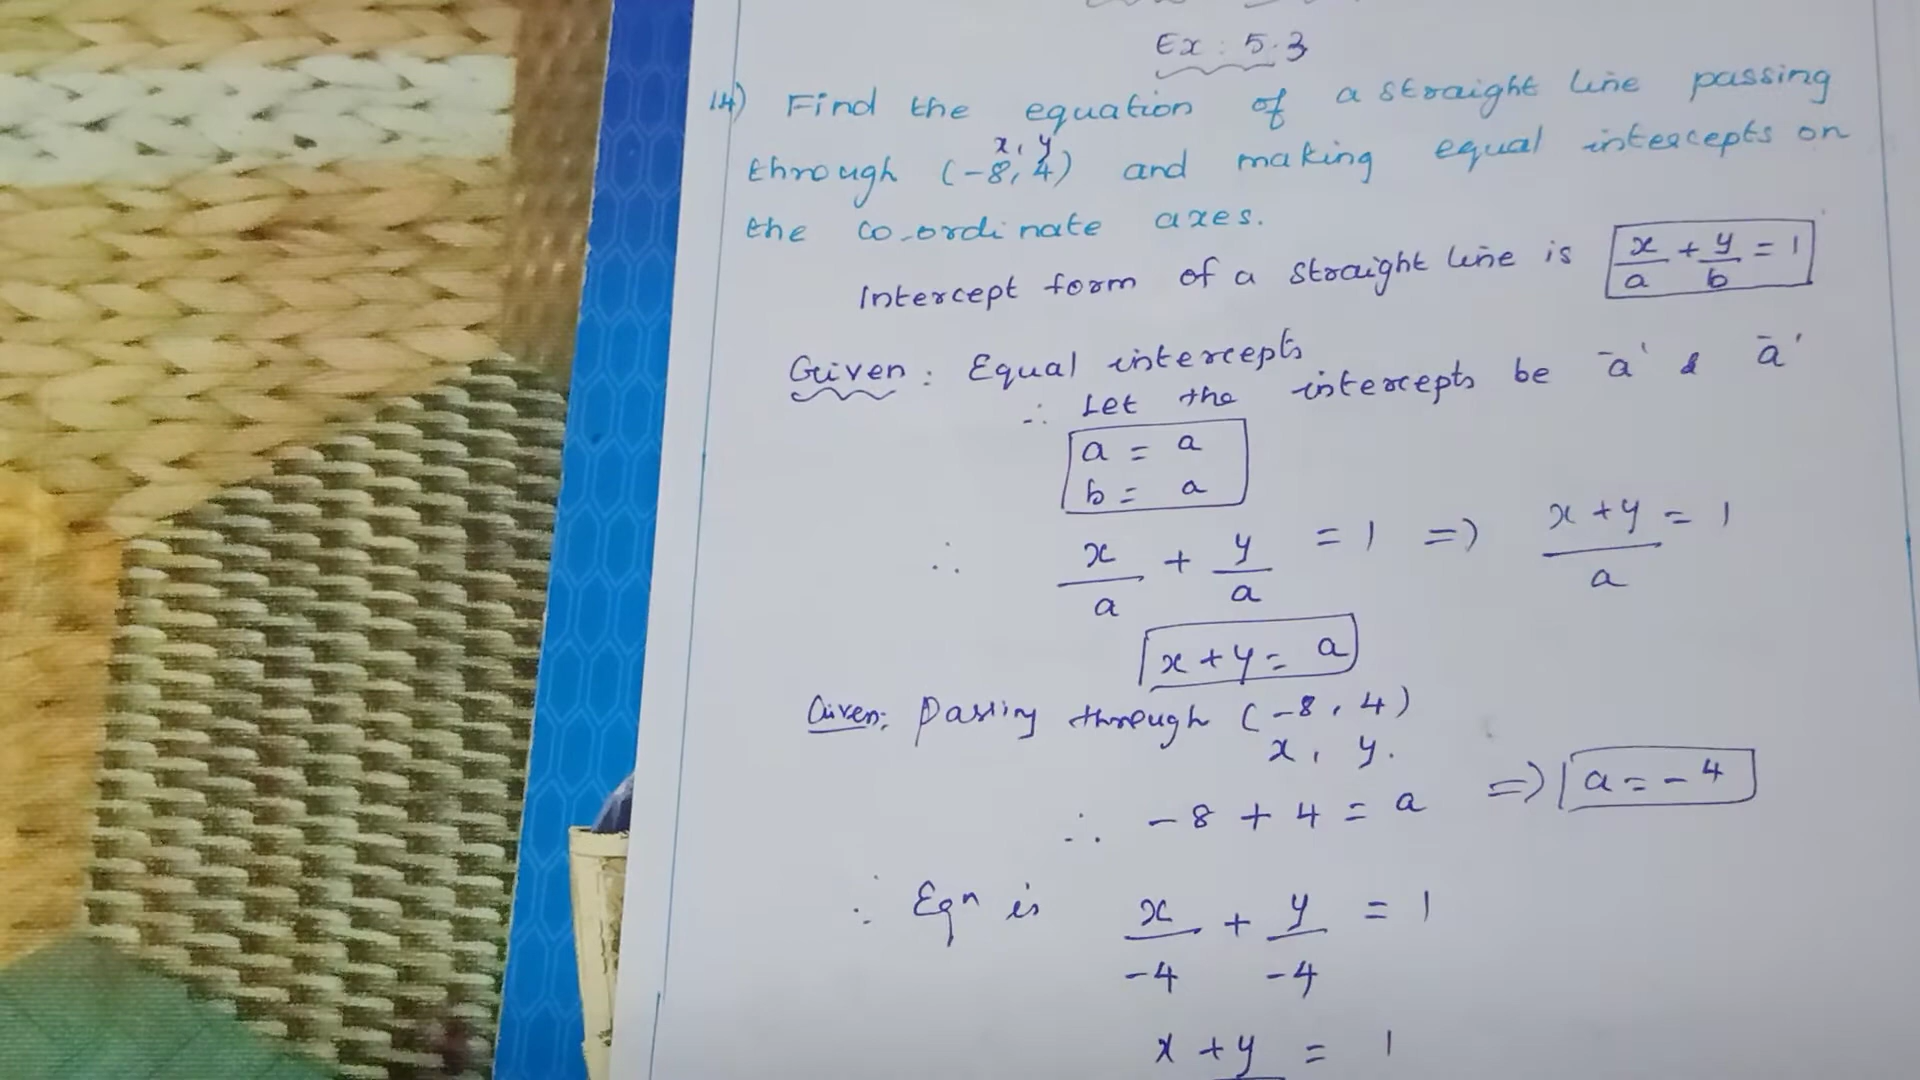 Ex : 5.3
14) Find the equation of a straight line passing
x, y
through (-8, 4) and making equal intercepts on
the co-ordinate axes.
Intercept form of a straight line is x/a + y/b = 1
Given : Equal intercepts
∴ Let the intercepts be 'a' & 'a'
a = a
b = a
∴ x/a + y/a = 1 => x+y/a = 1
x+y = a
Given: Passing through (-8, 4)
x, y.
∴ -8 + 4 = a => a = -4
∴ Eqn is x/-4 + y/-4 = 1
x+y = 1